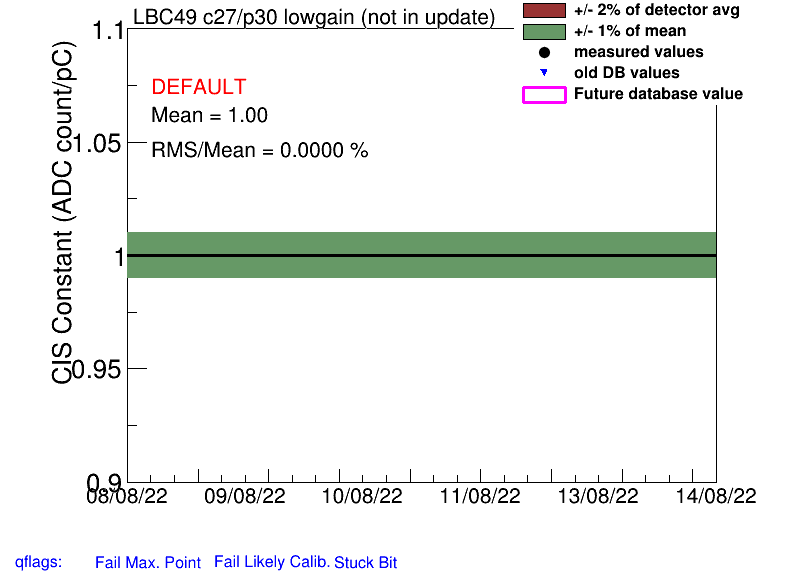 LBC49 c27/p30 lowgain (not in update)
+/- 2% of detector avg
+/- 1% of mean
measured values
old DB values
Future database value
DEFAULT
Mean = 1.00
RMS/Mean = 0.0000 %
CIS Constant (ADC count/pC)
1.1
1.05
1
0.95
0.9
08/08/22 09/08/22 10/08/22 11/08/22 13/08/22 14/08/22
qflags: Fail Max. Point Fail Likely Calib. Stuck Bit